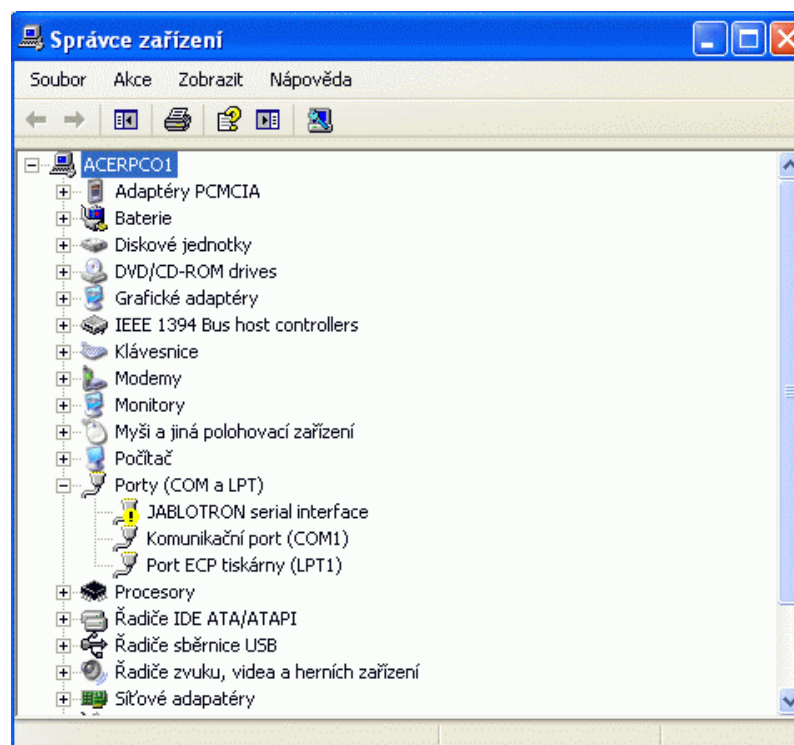 Správce zařízení
Soubor Akce Zobrazit Nápověda
ACERPCO1
Adaptéry PCMCIA
Baterie
Diskové jednotky
DVD/CD-ROM drives
Grafické adaptéry
IEEE 1394 Bus host controllers
Klávesnice
Modemy
Monitory
Myši a jiná polohovací zařízení
Počítač
Porty (COM a LPT)
JABLOTRON serial interface
Komunikační port (COM1)
Port ECP tiskárny (LPT1)
Procesory
Řadiče IDE ATA/ATAPI
Řadiče sběrnice USB
Řadiče zvuku, videa a herních zařízení
Síťové adapatéry